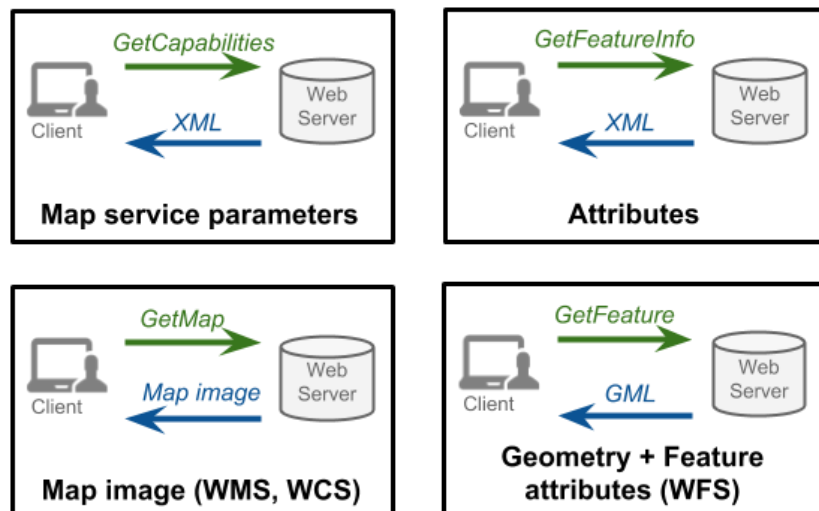 GetCapabilities
Web
Server
Client
XML
Map service parameters
GetFeatureInfo
Web
Server
Client
XML
Attributes
GetMap
Web
Server
Client
Map image
Map image (WMS, WCS)
GetFeature
Web
Server
Client
GML
Geometry + Feature
attributes (WFS)